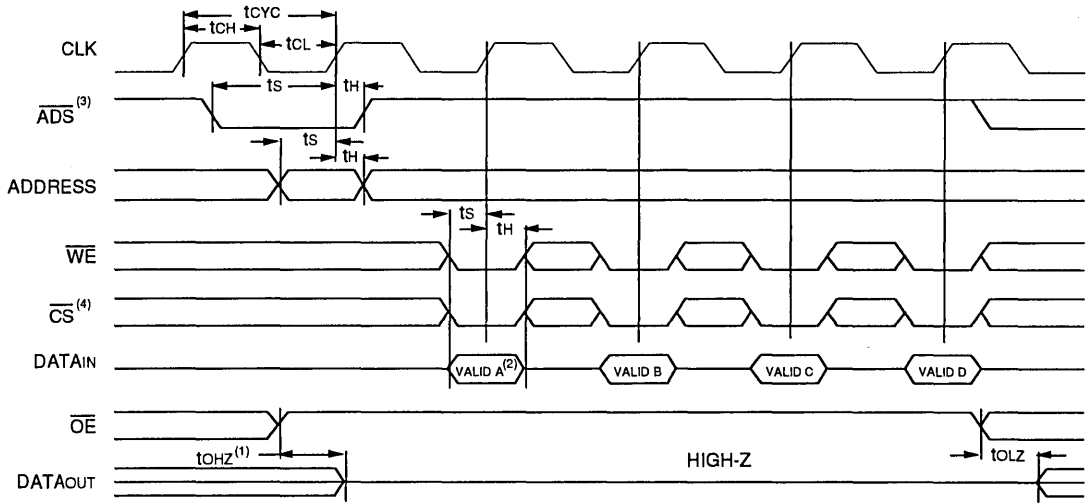 tCYC
tCH
tCL
CLK
tS
tH
ADS (3)
tS
tH
ADDRESS
tS
tH
WE
CS (4)
DATAIN
VALID A(2)
VALID B
VALID C
VALID D
OE
tOHZ(1)
HIGH-Z
tOLZ
DATAOUT